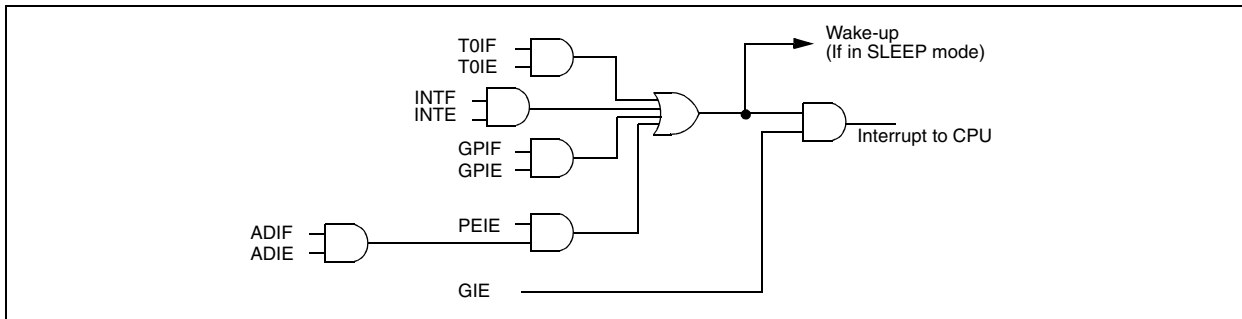 T0IF
T0IE
Wake-up
(If in SLEEP mode)
INTF
INTE
Interrupt to CPU
GPIF
GPIE
PEIE
ADIF
ADIE
GIE